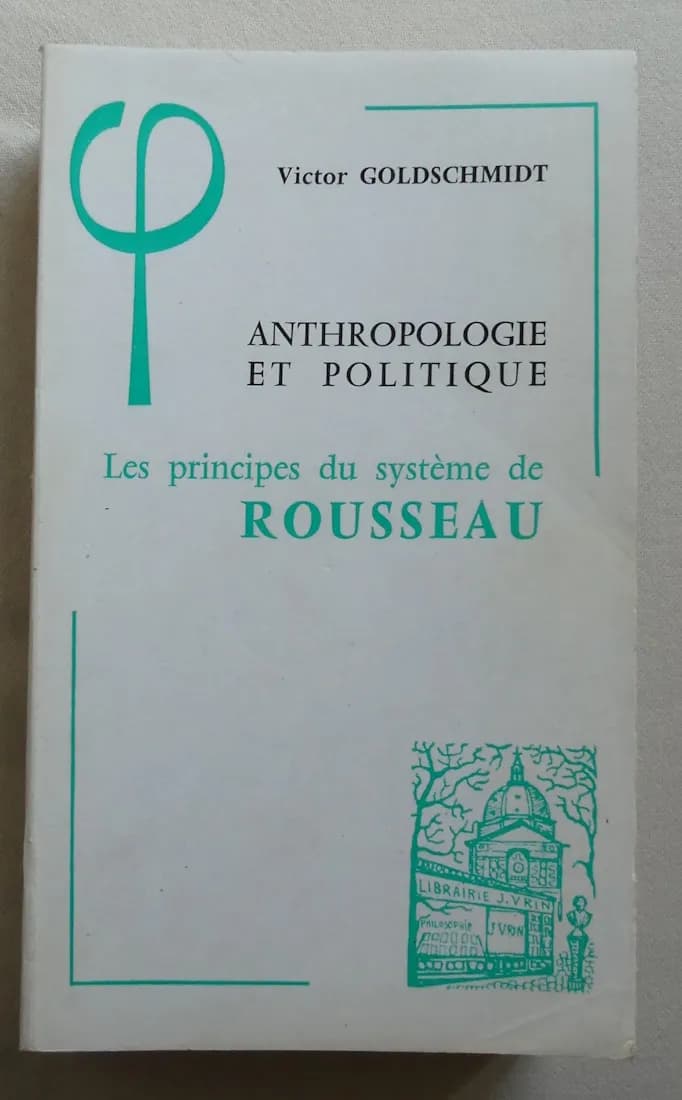 φ
Victor GOLDSCHMIDT
ANTHROPOLOGIE
ET POLITIQUE
Les principes du système de
ROUSSEAU
LIBRAIRIE J. VRIN
PHILOSOPHIE
J VRIN